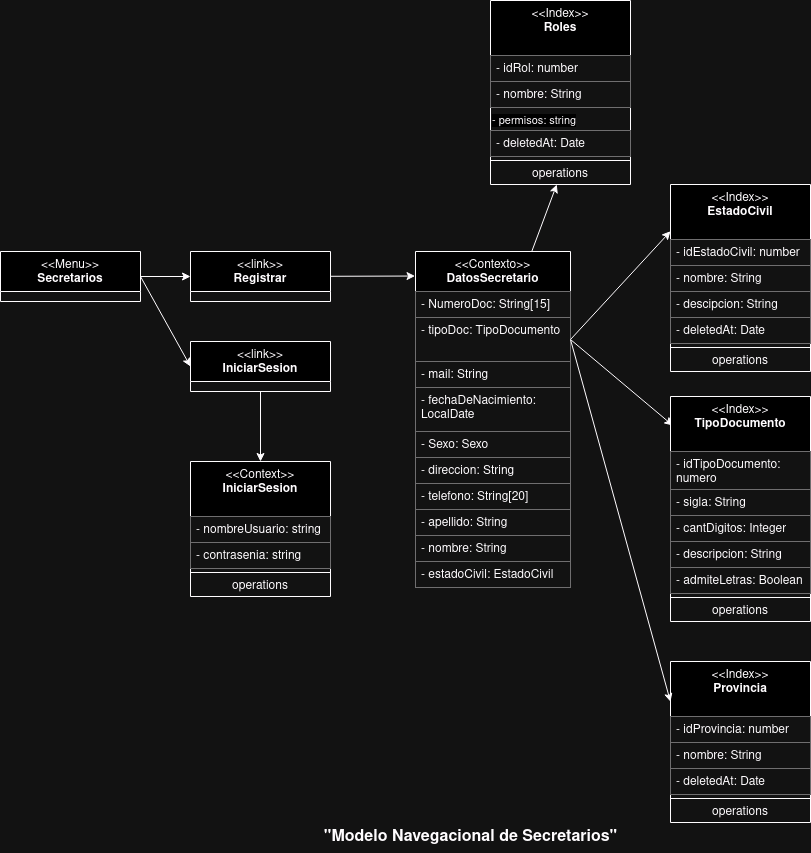 <<Index>>
Roles
- idRol: number
- nombre: String
- permisos: string
- deletedAt: Date
operations
<<Index>>
EstadoCivil
- idEstadoCivil: number
- nombre: String
- descipcion: String
- deletedAt: Date
operations
<<Menu>>
Secretarios
<<link>>
Registrar
<<Contexto>>
DatosSecretario
- NumeroDoc: String[15]
- tipoDoc: TipoDocumento
- mail: String
- fechaDeNacimiento:
LocalDate
- Sexo: Sexo
- direccion: String
- telefono: String[20]
- apellido: String
- nombre: String
- estadoCivil: EstadoCivil
<<link>>
IniciarSesion
<<Context>>
IniciarSesion
- nombreUsuario: string
- contrasenia: string
operations
<<Index>>
TipoDocumento
- idTipoDocumento:
numero
- sigla: String
- cantDigitos: Integer
- descripcion: String
- admiteLetras: Boolean
operations
<<Index>>
Provincia
- idProvincia: number
- nombre: String
- deletedAt: Date
operations
"Modelo Navegacional de Secretarios"